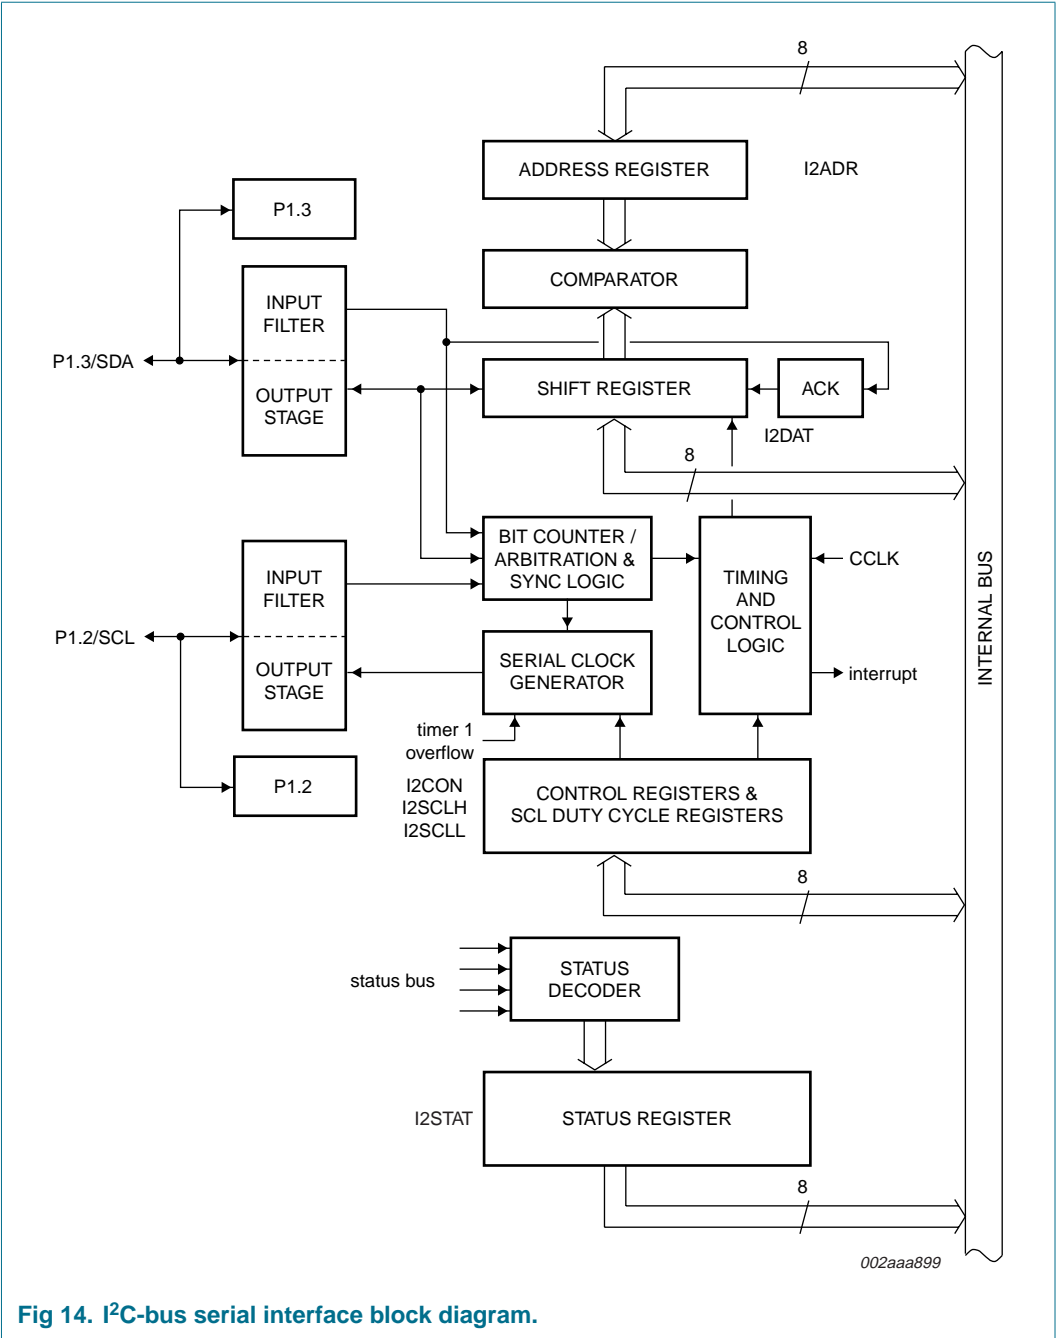 8
ADDRESS REGISTER
I2ADR
P1.3
COMPARATOR
INPUT
FILTER
P1.3/SDA
OUTPUT
STAGE
SHIFT REGISTER
ACK
I2DAT
8
BIT COUNTER /
ARBITRATION &
SYNC LOGIC
TIMING
AND
CONTROL
LOGIC
CCLK
INTERNAL BUS
INPUT
FILTER
P1.2/SCL
OUTPUT
STAGE
SERIAL CLOCK
GENERATOR
interrupt
timer 1
overflow
P1.2
I2CON
I2SCLH
I2SCLL
CONTROL REGISTERS &
SCL DUTY CYCLE REGISTERS
8
status bus
STATUS
DECODER
I2STAT
STATUS REGISTER
8
002aaa899
Fig 14. I²C-bus serial interface block diagram.